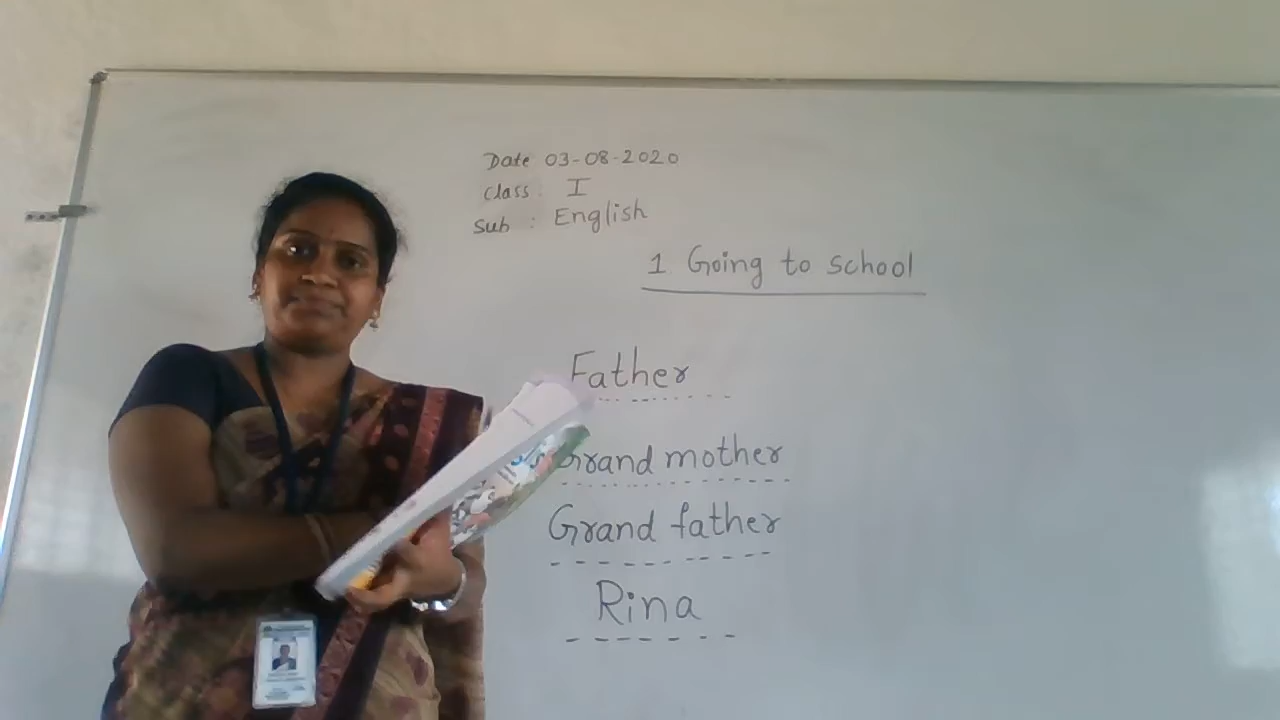 Date 03-08-2020
Class : I
Sub : English
1 Going to school
Father
Grand mother
Grand father
Rina